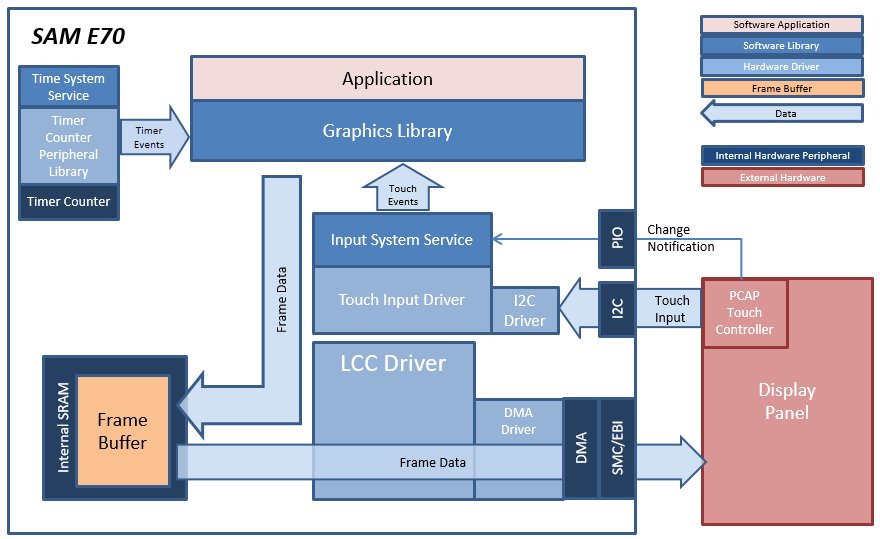 SAM E70
Time System
Service
Timer
Counter
Peripheral
Library
Timer Counter
Timer
Events
Application
Graphics Library
Touch
Events
Input System Service
Touch Input Driver
I2C
Driver
PIO
I2C
Change
Notification
Touch
Input
PCAP
Touch
Controller
Display
Panel
Frame Data
LCC Driver
DMA
Driver
DMA
SMC/EBI
Internal SRAM
Frame
Buffer
Frame Data
Software Application
Software Library
Hardware Driver
Frame Buffer
Data
Internal Hardware Peripheral
External Hardware